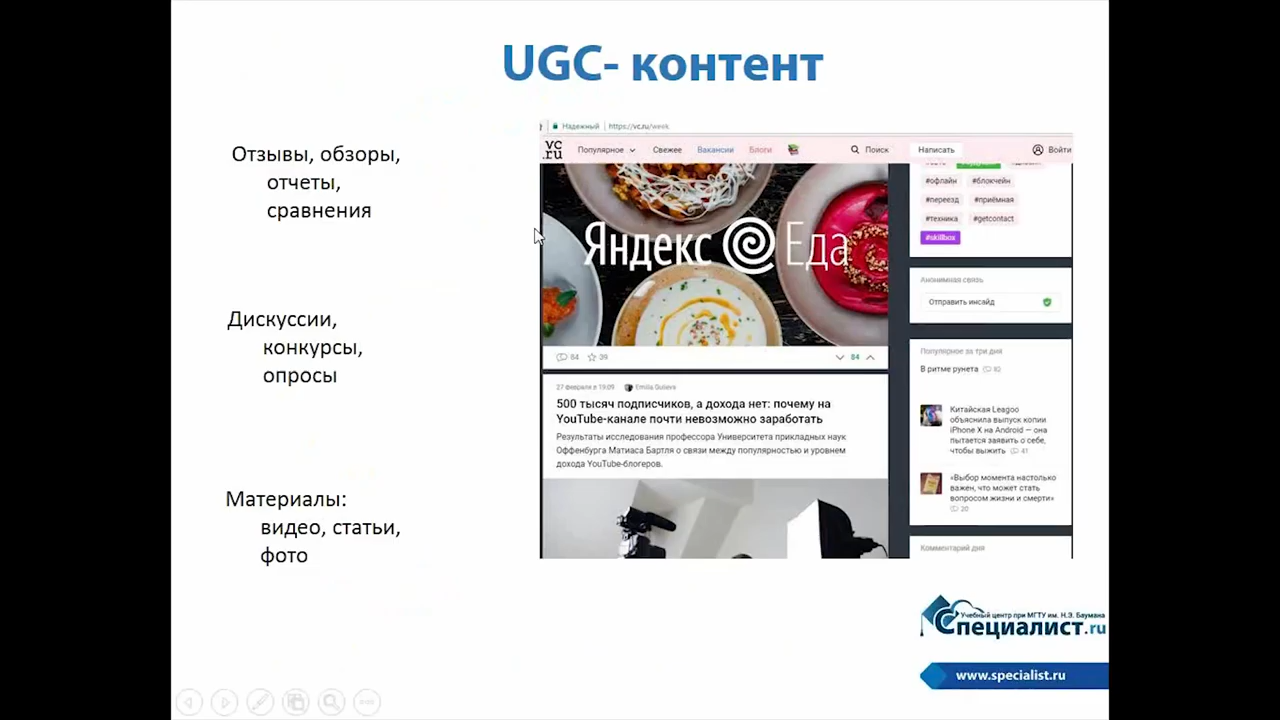 UGC- контент
Отзывы, обзоры,
отчеты,
сравнения
Дискуссии,
конкурсы,
опросы
Материалы:
видео, статьи,
фото
Надежный
https://vc.ru/week
vc
.ru
Популярное
Свежее
Вакансии
Блоги
Поиск
Написать
Войти
Яндекс Еда
84
39
84
27 февраля в 19:09
500 тысяч подписчиков, а дохода нет: почему на
YouTube-канале почти невозможно заработать
Результаты исследования профессора Университета прикладных наук
Оффенбурга Матиаса Бартля о связи между популярностью и уровнем
дохода YouTube-блогеров.
#офлайн #блокчейн
#переезд #приёмная
#техника #getcontact
#skillbox
Анонимная связь
Отправить инсайд
Популярное за три дня
В ритме рунета
Китайская Leagoo
объяснила выпуск копии
iPhone X на Android — она
пытается заявить о себе,
чтобы выжить 41
«Выбор момента настолько
важен, что может стать
вопросом жизни и смерти»
20
Комментарий дня
Учебный центр при МГТУ им. Н.Э. Баумана
Специалист.ru
www.specialist.ru